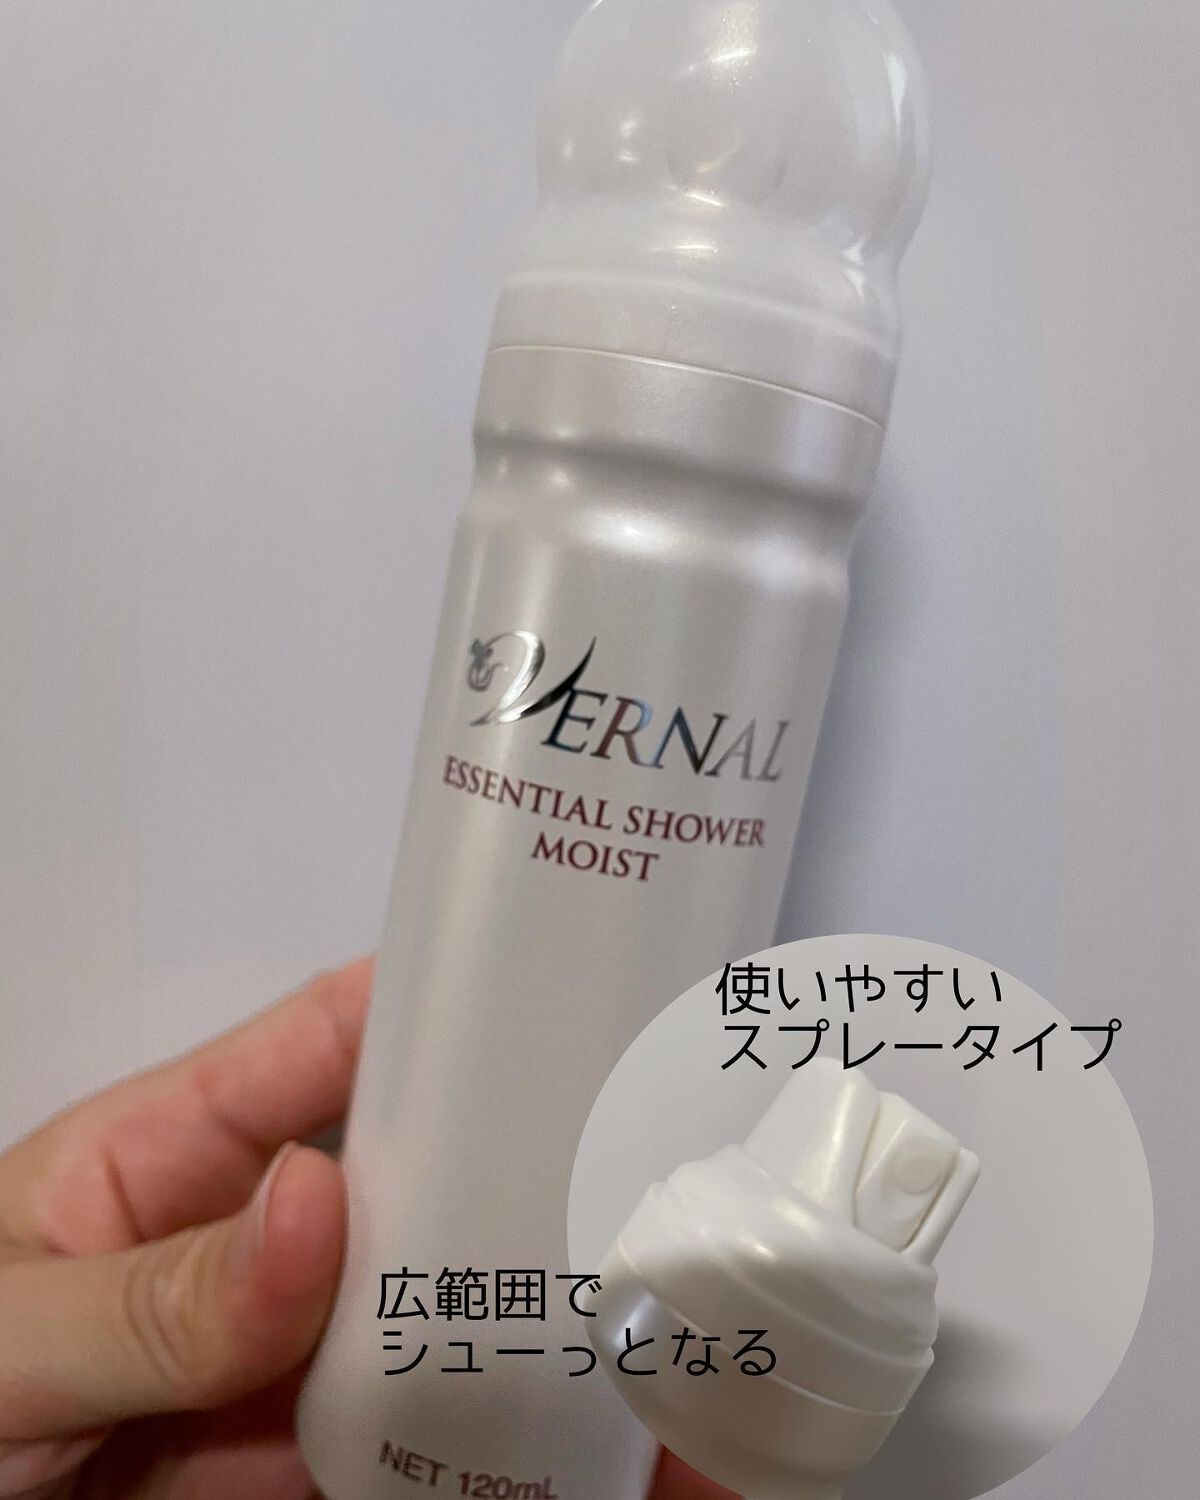 VERNAL
ESSENTIAL SHOWER
MOIST
使いやすい
スプレータイプ
広範囲で
シューっとなる
NET 120mL